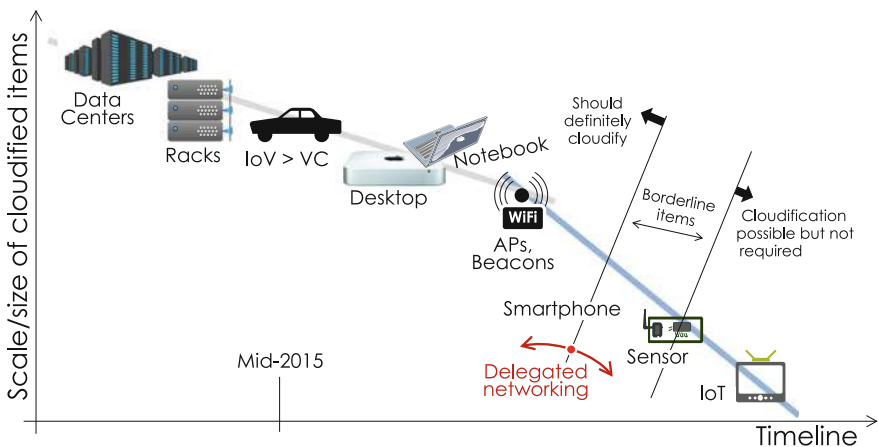 Scale/size of cloudified items
Data
Centers
Racks
IoV > VC
Desktop
Notebook
WiFi
APs,
Beacons
Should
definitely
cloudify
Borderline
items
Cloudification
possible but not
required
Smartphone
Delegated
networking
Sensor
IoT
Mid-2015
Timeline